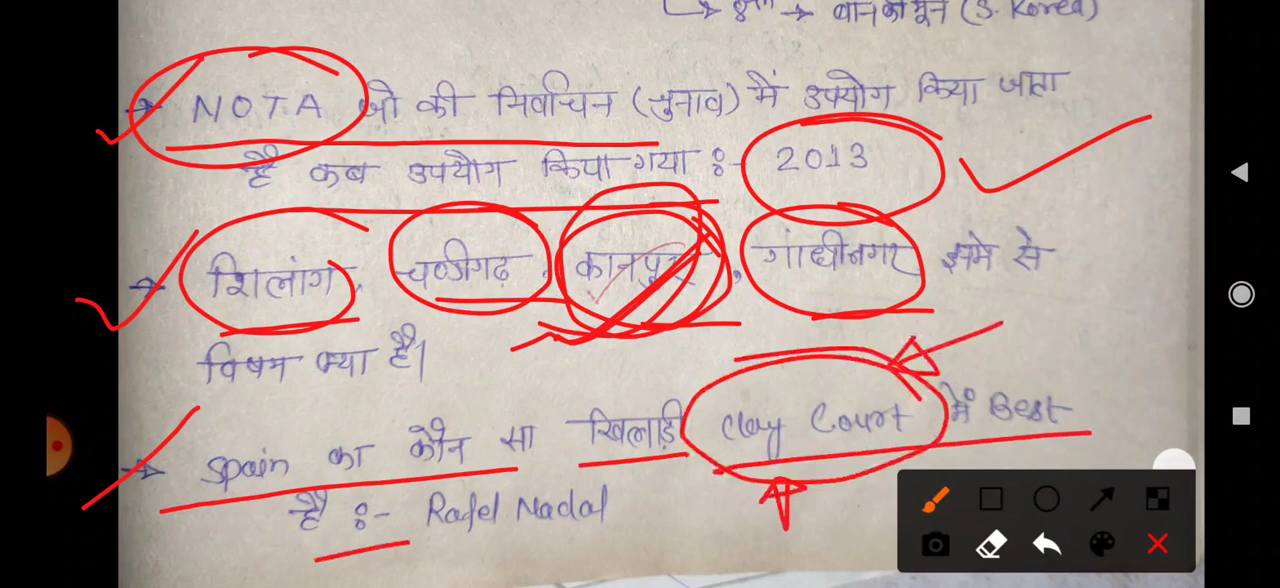 ↳ 8th → बान की मून (S. Korea)
→ NOTA जो की निर्वाचन (चुनाव) में उपयोग किया जाता
है कब उपयोग किया गया :- 2013
→ शिलांग, चण्डीगढ़, कानपुर, गांधीनगर इनमे से
विषम क्या है।
→ Spain का कौन सा खिलाड़ी Clay Court में Best
है :- Rafel Nadal